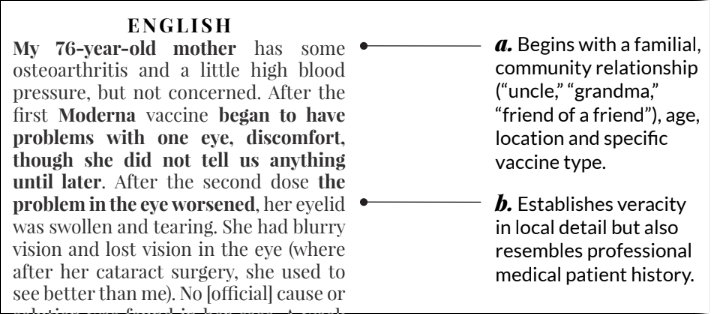 ENGLISH
My 76-year-old mother has some
osteoarthritis and a little high blood
pressure, but not concerned. After the
first Moderna vaccine began to have
problems with one eye, discomfort,
though she did not tell us anything
until later. After the second dose the
problem in the eye worsened, her eyelid
was swollen and tearing. She had blurry
vision and lost vision in the eye (where
after her cataract surgery, she used to
see better than me). No [official] cause or
a. Begins with a familial,
community relationship
(“uncle,” “grandma,”
“friend of a friend”), age,
location and specific
vaccine type.
b. Establishes veracity
in local detail but also
resembles professional
medical patient history.